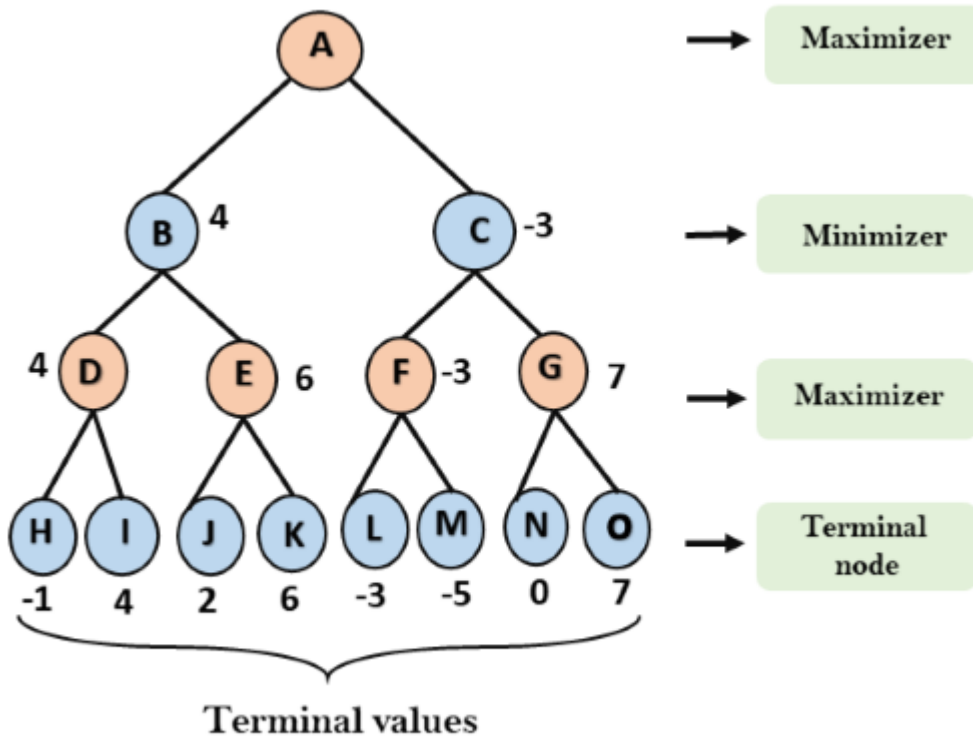 A
Maximizer
B
4
C
-3
Minimizer
4
D
E
6
F
-3
G
7
Maximizer
H
I
J
K
L
M
N
O
Terminal
node
-1
4
2
6
-3
-5
0
7
Terminal values